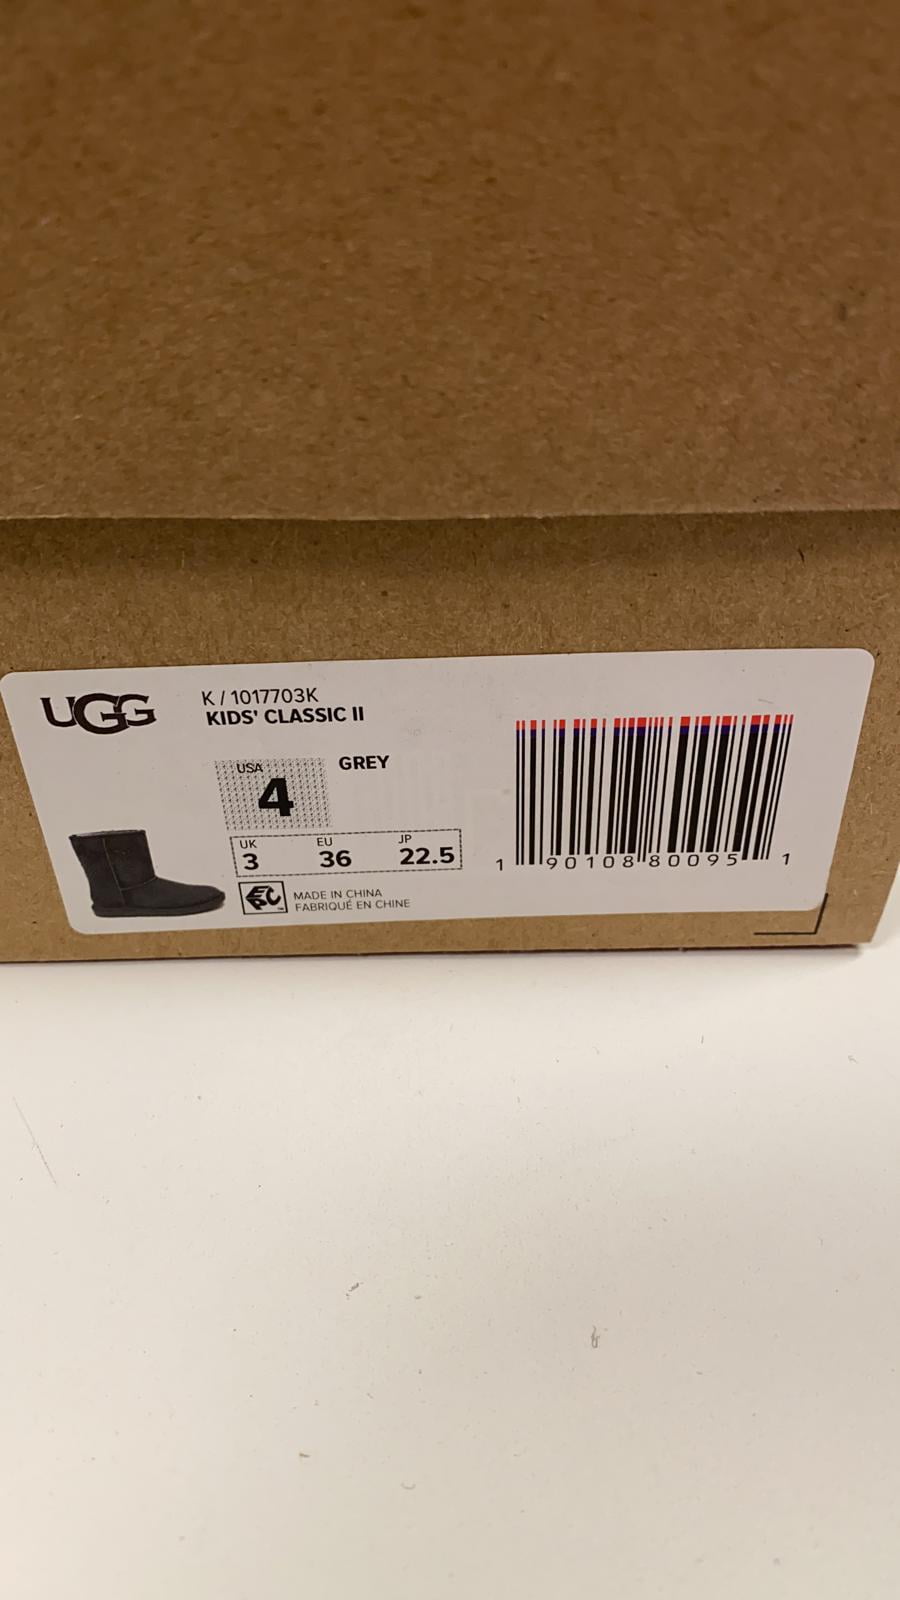 UGG
K / 1017703K
KIDS' CLASSIC II
USA
4
GREY
UK EU JP
3 36 22.5
MADE IN CHINA
FABRIQUÉ EN CHINE
1 90108 80095 1